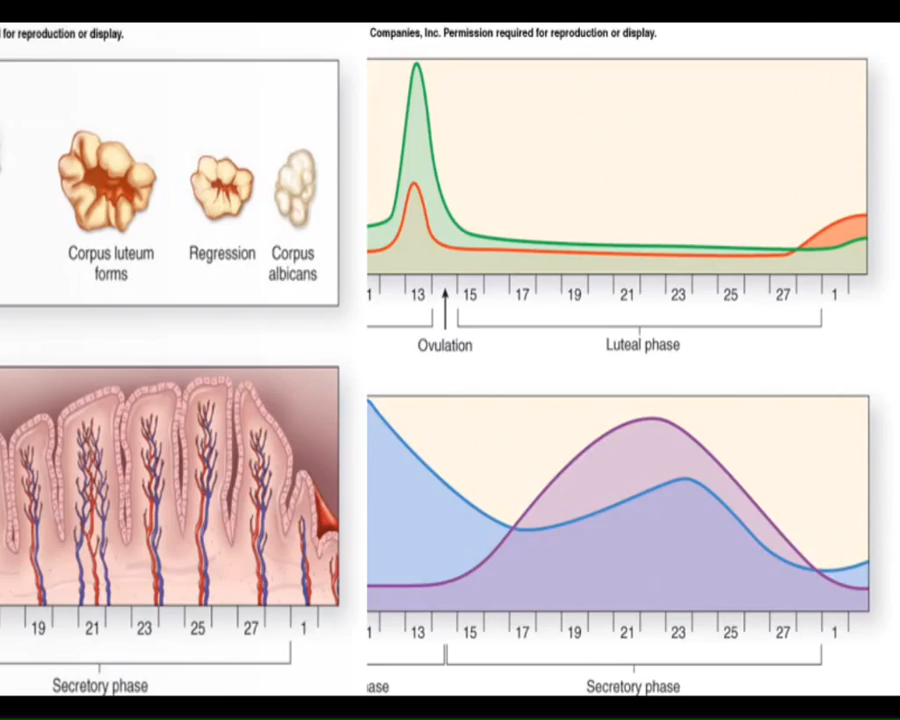 l for reproduction or display.
Corpus luteum
forms
Regression
Corpus
albicans
19 21 23 25 27 1
Secretory phase
Companies, Inc. Permission required for reproduction or display.
1 13 15 17 19 21 23 25 27 1
Ovulation
Luteal phase
1 13 15 17 19 21 23 25 27 1
ase
Secretory phase